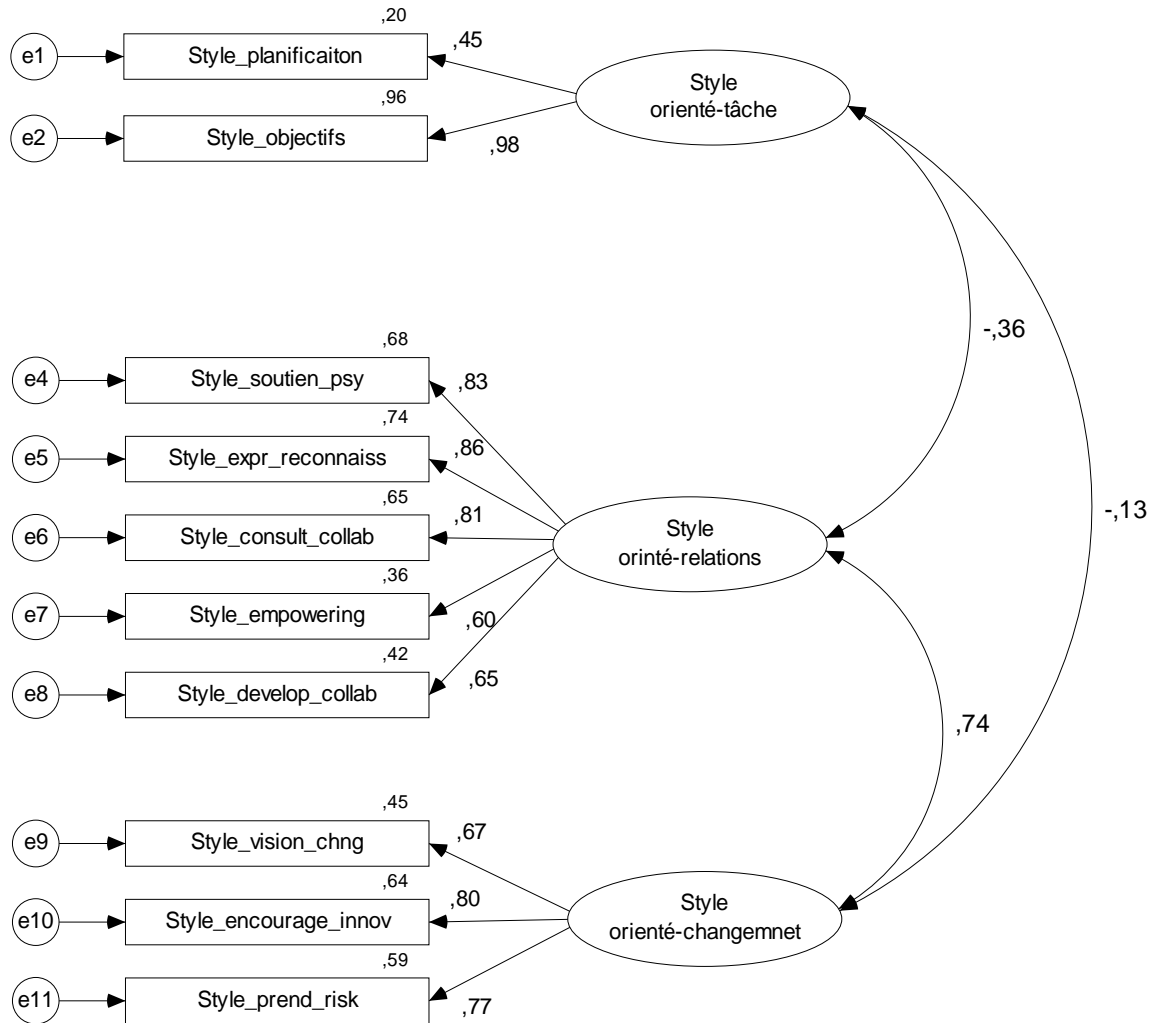 ,20
e1
Style_planificaiton
,45
Style
orienté-tâche
,96
e2
Style_objectifs
,98
-,36
,68
e4
Style_soutien_psy
,83
,74
e5
Style_expr_reconnaiss
,86
-,13
,65
e6
Style_consult_collab
,81
Style
orinté-relations
,36
e7
Style_empowering
,60
,42
e8
Style_develop_collab
,65
,74
,45
e9
Style_vision_chng
,67
,64
e10
Style_encourage_innov
,80
Style
orienté-changemnet
,59
e11
Style_prend_risk
,77